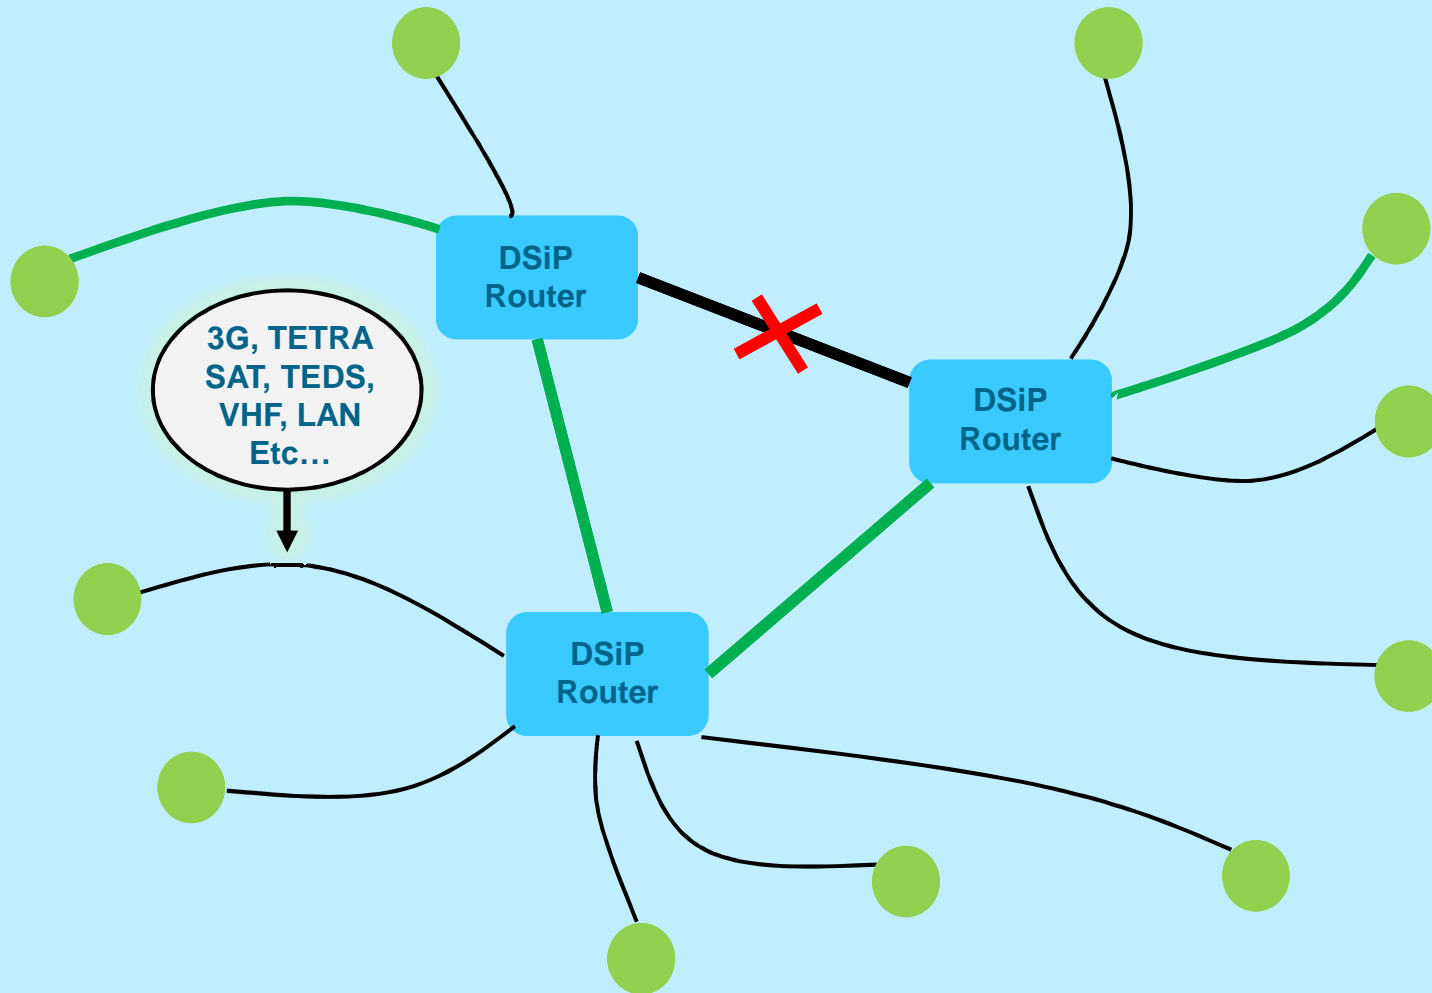 DSiP
Router
3G, TETRA
SAT, TEDS,
VHF, LAN
Etc…
DSiP
Router
DSiP
Router